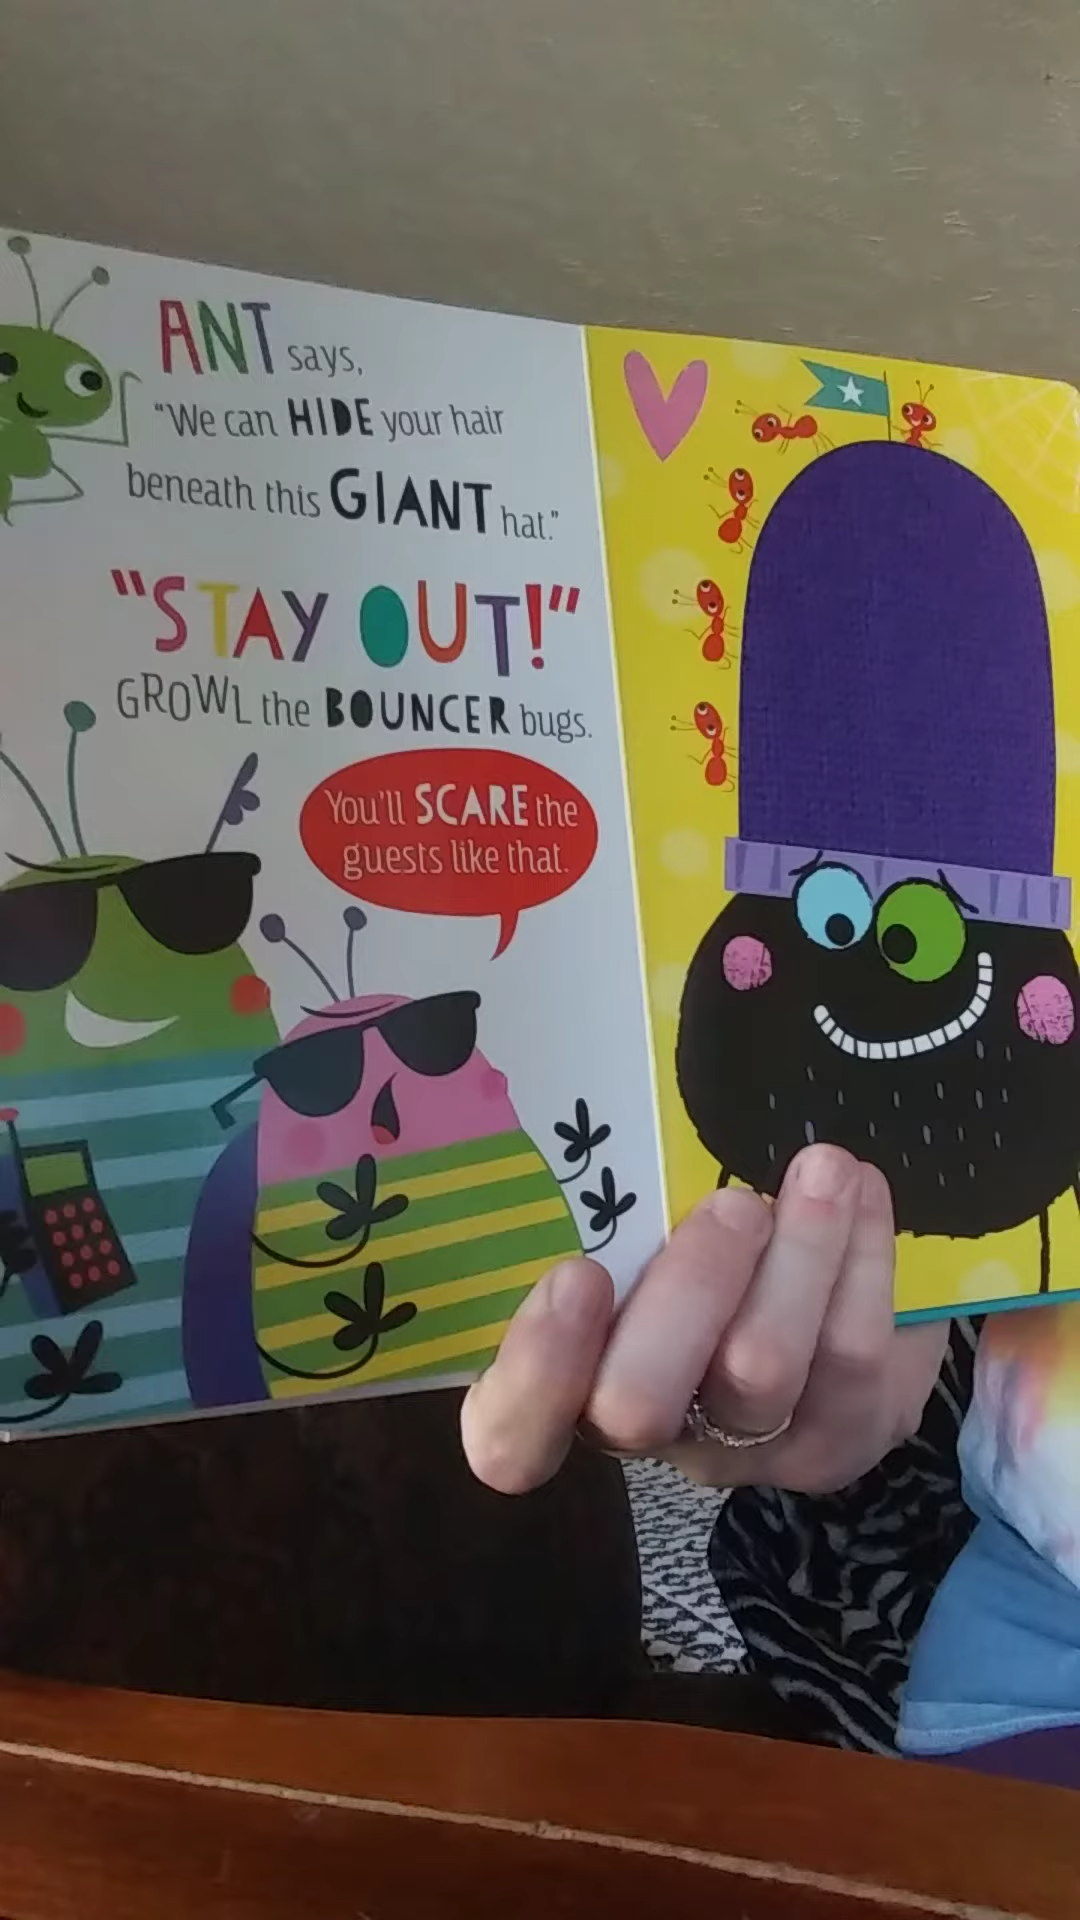 ANT says,
"We can HIDE your hair
beneath this GIANT hat."
"STAY OUT!"
GROWL the BOUNCER bugs.
You'll SCARE the
guests like that.